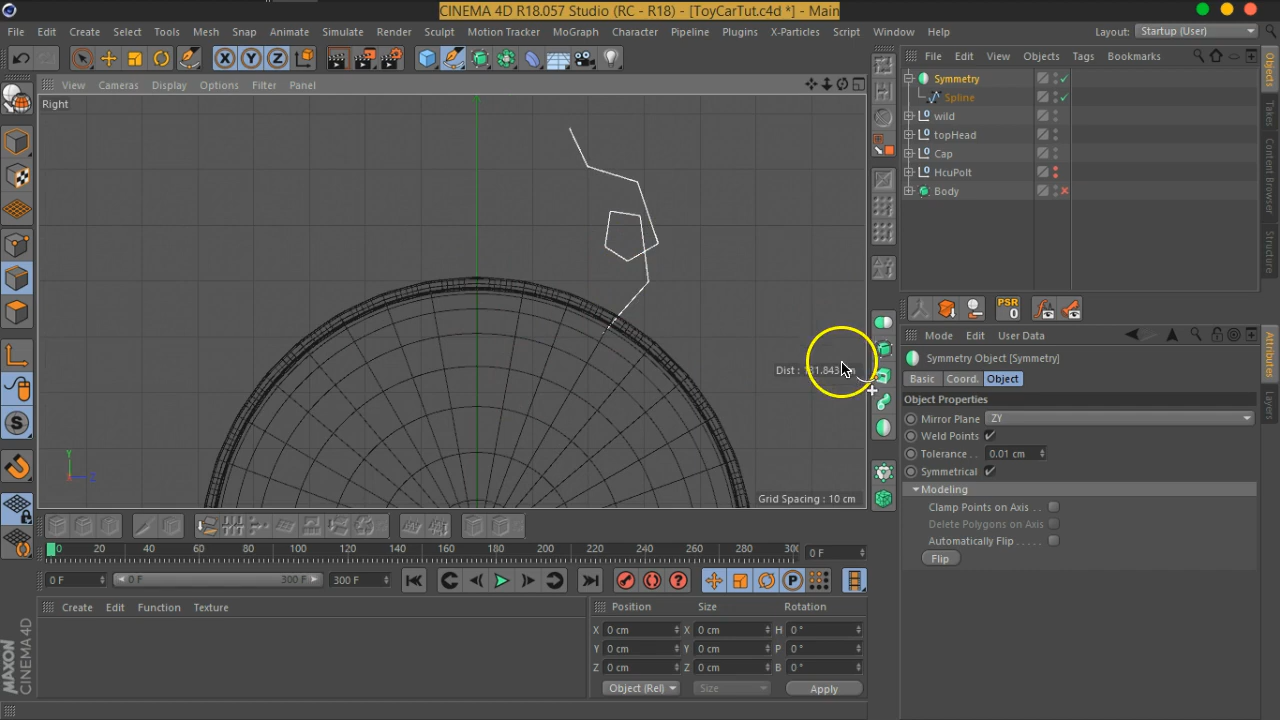 CINEMA 4D R18.057 Studio (RC - R18) - [ToyCarTut.c4d *] - Main
File Edit Create Select Tools Mesh Snap Animate Simulate Render Sculpt Motion Tracker MoGraph Character Pipeline Plugins X-Particles Script Window Help
Layout: Startup (User)
X Y Z
View Cameras Display Options Filter Panel
Right
File Edit View Objects Tags Bookmarks
Symmetry
Spline
wild
topHead
Cap
HcuPolt
Body
Objects
Takes
Content Browser
Structure
PSR
0
Mode Edit User Data
Symmetry Object [Symmetry]
Basic Coord. Object
Object Properties
Mirror Plane ZY
Weld Points
Tolerance . . 0.01 cm
Symmetrical
Modeling
Clamp Points on Axis . .
Delete Polygons on Axis
Automatically Flip . . . . .
Flip
Attributes
Layers
Y
Z
Grid Spacing : 10 cm
0 20 40 60 80 100 120 140 160 180 200 220 240 260 280 0 F
0 F 0 F 300 F 300 F P
Create Edit Function Texture
Position Size Rotation
X 0 cm X 0 cm H 0 °
Y 0 cm Y 0 cm P 0 °
Z 0 cm Z 0 cm B 0 °
Object (Rel) Size Apply
MAXON
CINEMA 4D